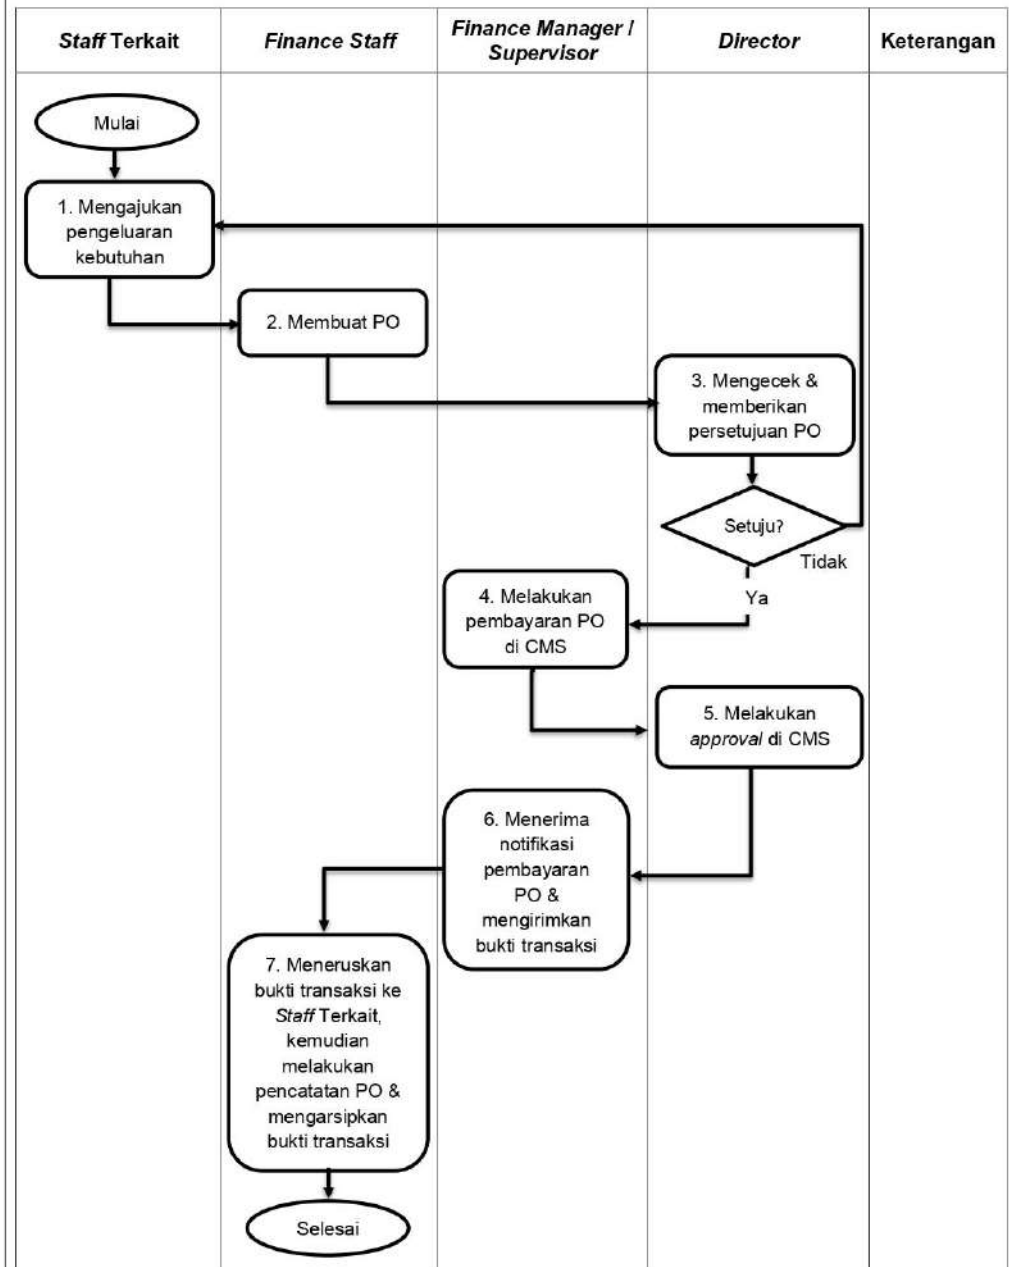 Staff Terkait
Finance Staff
Finance Manager /
Supervisor
Director
Keterangan
Mulai
1. Mengajukan
pengeluaran
kebutuhan
2. Membuat PO
3. Mengecek &
memberikan
persetujuan PO
Setuju?
Tidak
Ya
4. Melakukan
pembayaran PO
di CMS
5. Melakukan
approval di CMS
6. Menerima
notifikasi
pembayaran
PO &
mengirimkan
bukti transaksi
7. Meneruskan
bukti transaksi ke
Staff Terkait,
kemudian
melakukan
pencatatan PO &
mengarsipkan
bukti transaksi
Selesai